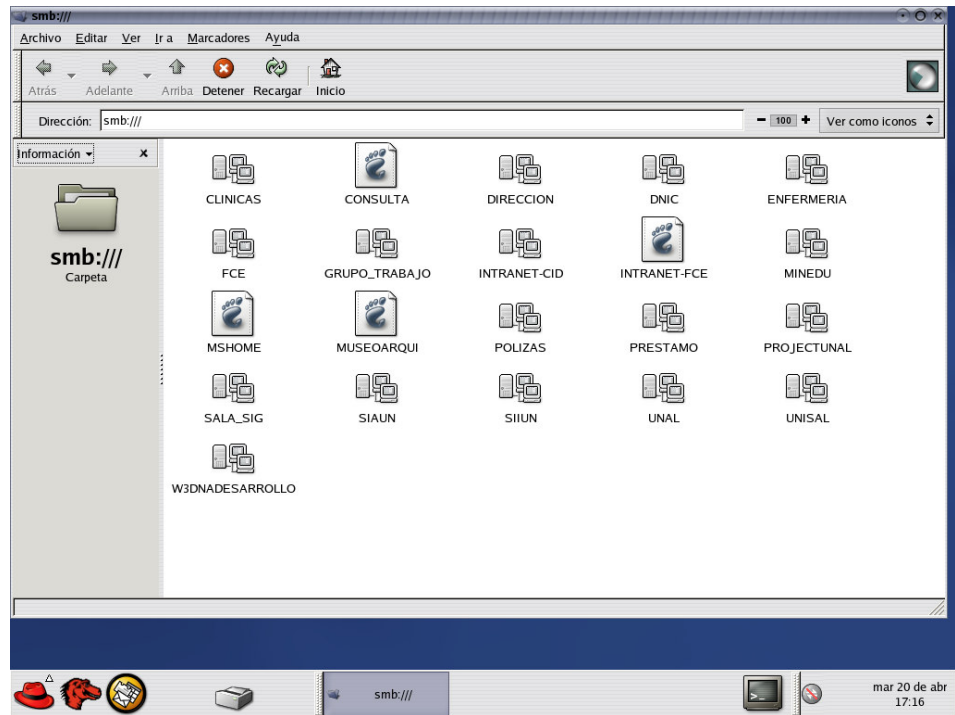 smb:///
Archivo Editar Ver Ir a Marcadores Ayuda
Atrás Adelante Arriba Detener Recargar Inicio
Dirección: smb:/// 100 Ver como iconos
Información
smb:///
Carpeta
CLINICAS CONSULTA DIRECCION DNIC ENFERMERIA
FCE GRUPO_TRABAJO INTRANET-CID INTRANET-FCE MINEDU
MSHOME MUSEOARQUI POLIZAS PRESTAMO PROJECTUNAL
SALA_SIG SIAUN SIIUN UNAL UNISAL
W3DNADESARROLLO
smb:///
mar 20 de abr
17:16